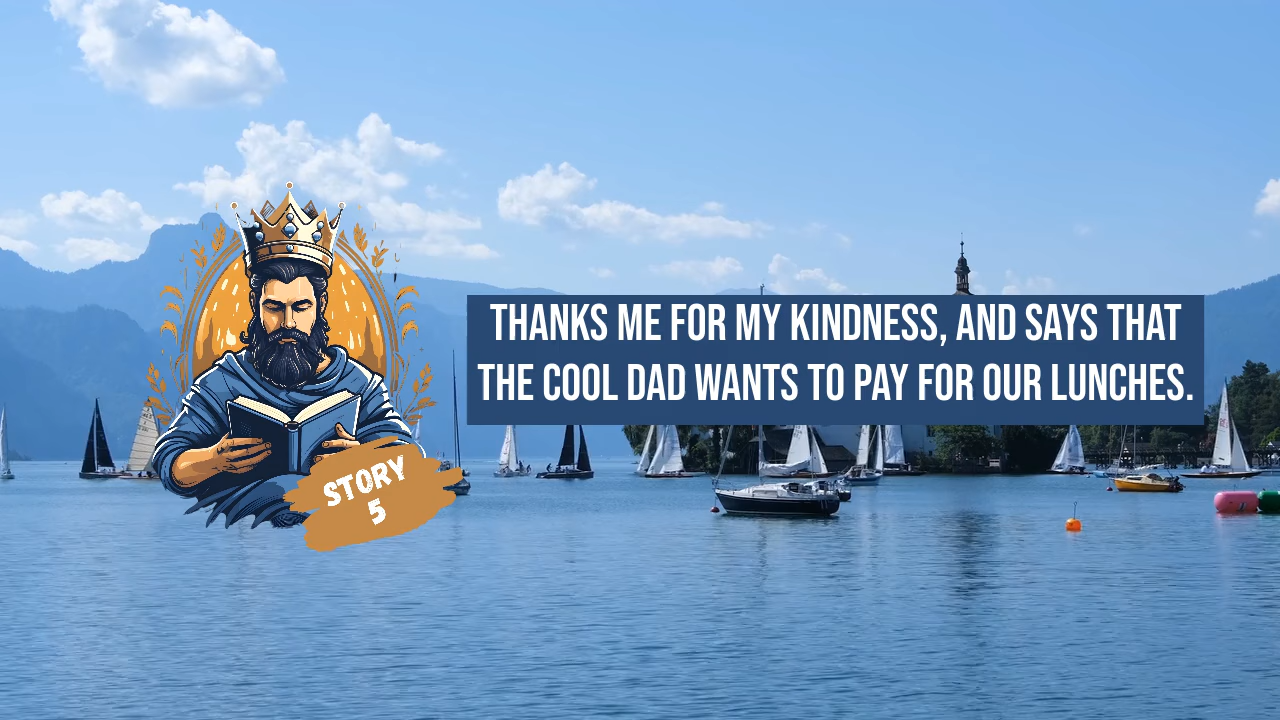 THANKS ME FOR MY KINDNESS, AND SAYS THAT
THE COOL DAD WANTS TO PAY FOR OUR LUNCHES.
STORY
5